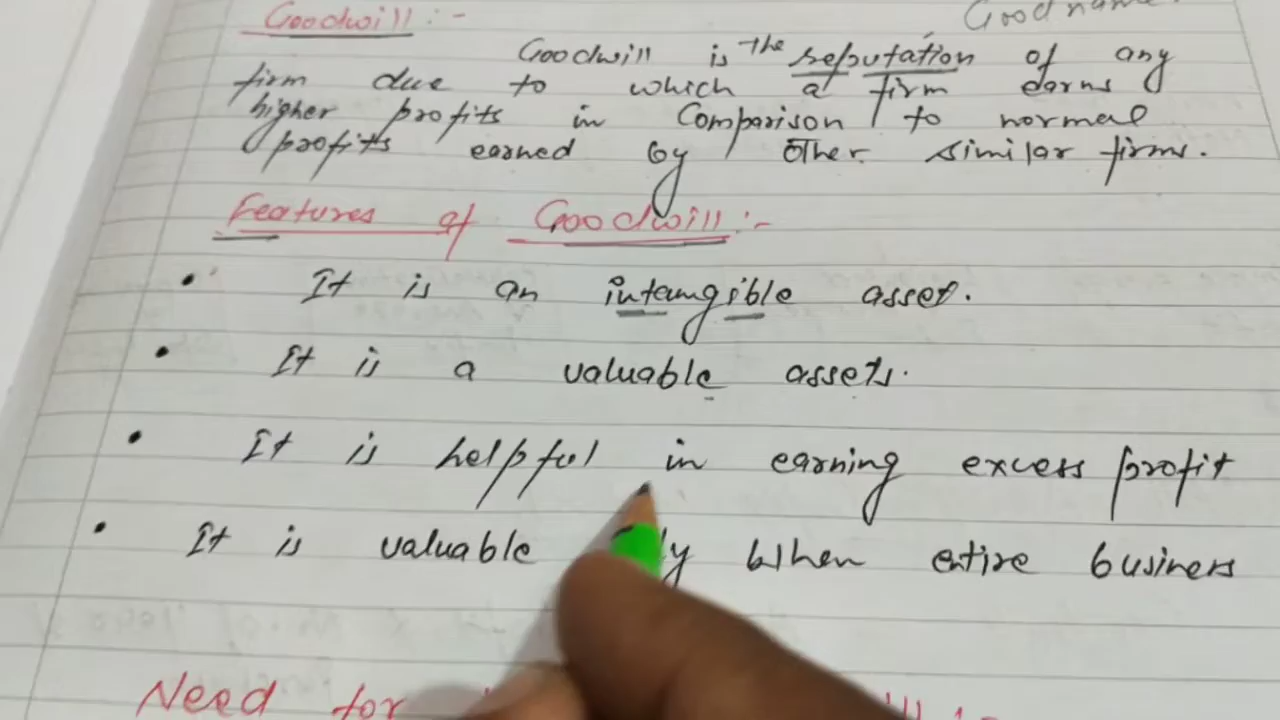 Goodwill :-
Good name
Goodwill is the reputation of any
firm due to which a firm earns
higher profits in Comparison to normal
profits earned by other similar firms.
Features of Goodwill :-
• It is an intangible asset.
• It is a valuable assets.
• It is helpful in earning excess profit
• It is valuable when entire business
Need for